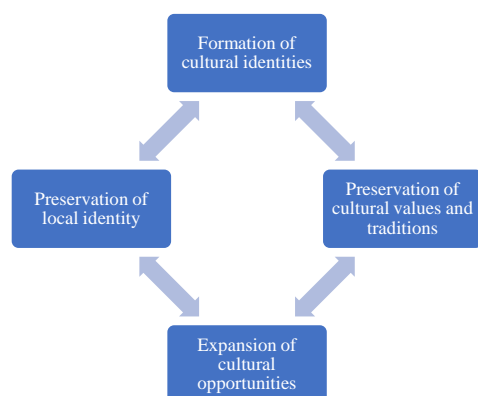 Formation of
cultural identities
Preservation of
local identity
Preservation of
cultural values and
traditions
Expansion of
cultural
opportunities